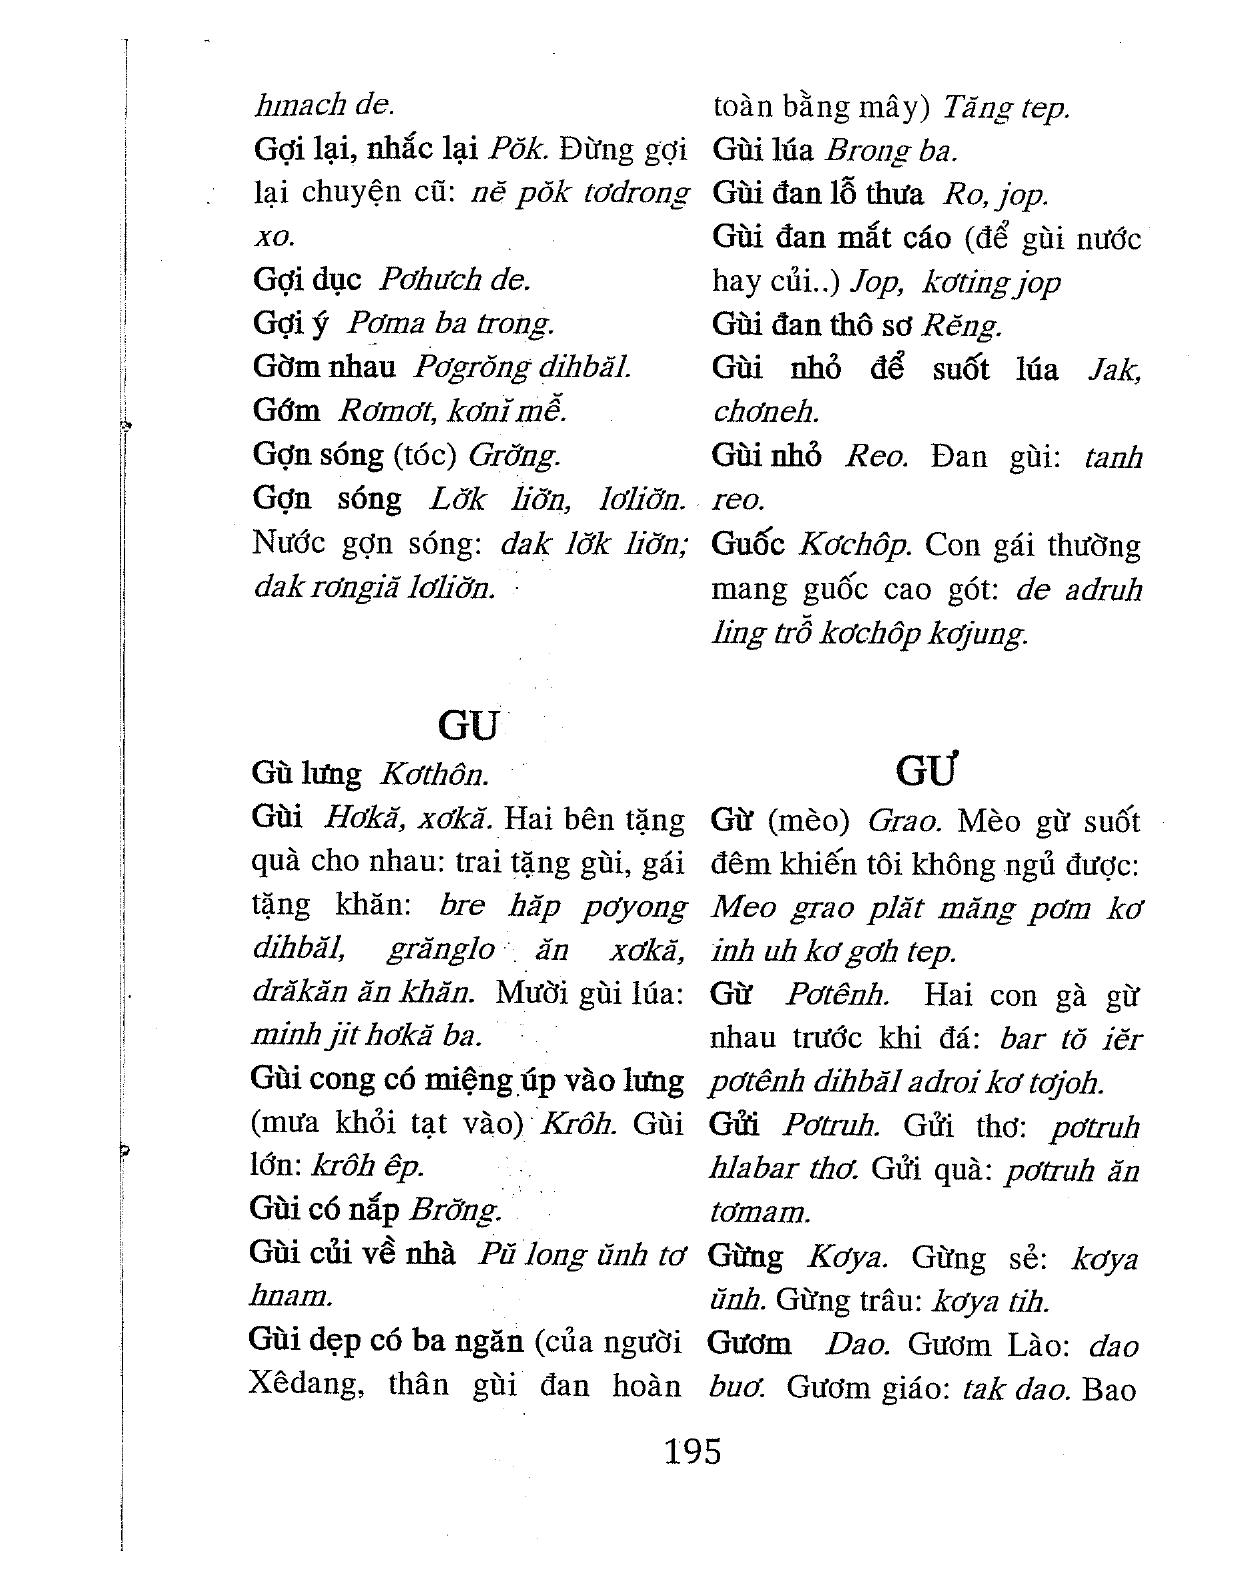 hmach de.
Gợi lại, nhắc lại Pŏk. Đừng gợi
lại chuyện cũ: nĕ pŏk tơdrong
xo.
Gợi dục Pơhưch de.
Gợi ý Pơma ba trong.
Gờm nhau Pơgrŏng dihbăl.
Gớm Rơmơt, kơnĭ mê̆.
Gợn sóng (tóc) Grơ̆ng.
Gợn sóng Lơ̆k liơ̆n, lơliơ̆n.
Nước gợn sóng: dak lơ̆k liơ̆n;
dak rơngiă lơliơ̆n.
GU
Gù lưng Kơthôn.
Gùi Hơkă, xơkă. Hai bên tặng
quà cho nhau: trai tặng gùi, gái
tặng khăn: bre hăp pơyong
dihbăl, grănglo ăn xơkă,
drăkăn ăn khăn. Mười gùi lúa:
minh jit hơkă ba.
Gùi cong có miệng úp vào lưng
(mưa khỏi tạt vào) Krôh. Gùi
lớn: krôh êp.
Gùi có nắp Brơ̆ng.
Gùi củi về nhà Pŭ long ŭnh tơ
hnam.
Gùi dẹp có ba ngăn (của người
Xêdang, thân gùi đan hoàn
toàn bằng mây) Tăng tep.
Gùi lúa Brong ba.
Gùi đan lỗ thưa Ro, jop.
Gùi đan mắt cáo (để gùi nước
hay củi..) Jop, kơting jop
Gùi đan thô sơ Rĕng.
Gùi nhỏ để suốt lúa Jak,
chơneh.
Gùi nhỏ Reo. Đan gùi: tanh
reo.
Guốc Kơchôp. Con gái thường
mang guốc cao gót: de adruh
ling trô̆ kơchôp kơjung.
GƯ
Gừ (mèo) Grao. Mèo gừ suốt
đêm khiến tôi không ngủ được:
Meo grao plăt măng pơm kơ
inh uh kơ gơh tep.
Gừ Pơtênh. Hai con gà gừ
nhau trước khi đá: bar tŏ iĕr
pơtênh dihbăl adroi kơ tơjoh.
Gửi Pơtruh. Gửi thơ: pơtruh
hlabar thơ. Gửi quà: pơtruh ăn
tơmam.
Gừng Kơya. Gừng sẻ: kơya
ŭnh. Gừng trâu: kơya tih.
Gươm Dao. Gươm Lào: dao
buơ. Gươm giáo: tak dao. Bao
195